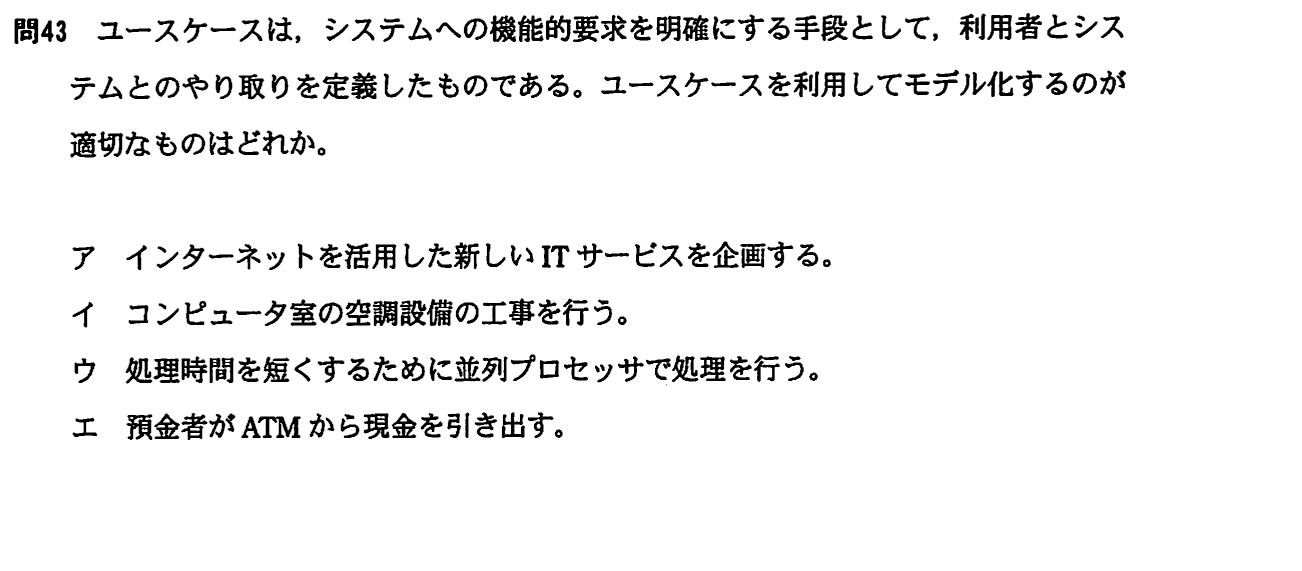 問43 ユースケースは，システムへの機能的要求を明確にする手段として，利用者とシス
テムとのやり取りを定義したものである。ユースケースを利用してモデル化するのが
適切なものはどれか。
ア インターネットを活用した新しい IT サービスを企画する。
イ コンピュータ室の空調設備の工事を行う。
ウ 処理時間を短くするために並列プロセッサで処理を行う。
エ 預金者が ATM から現金を引き出す。